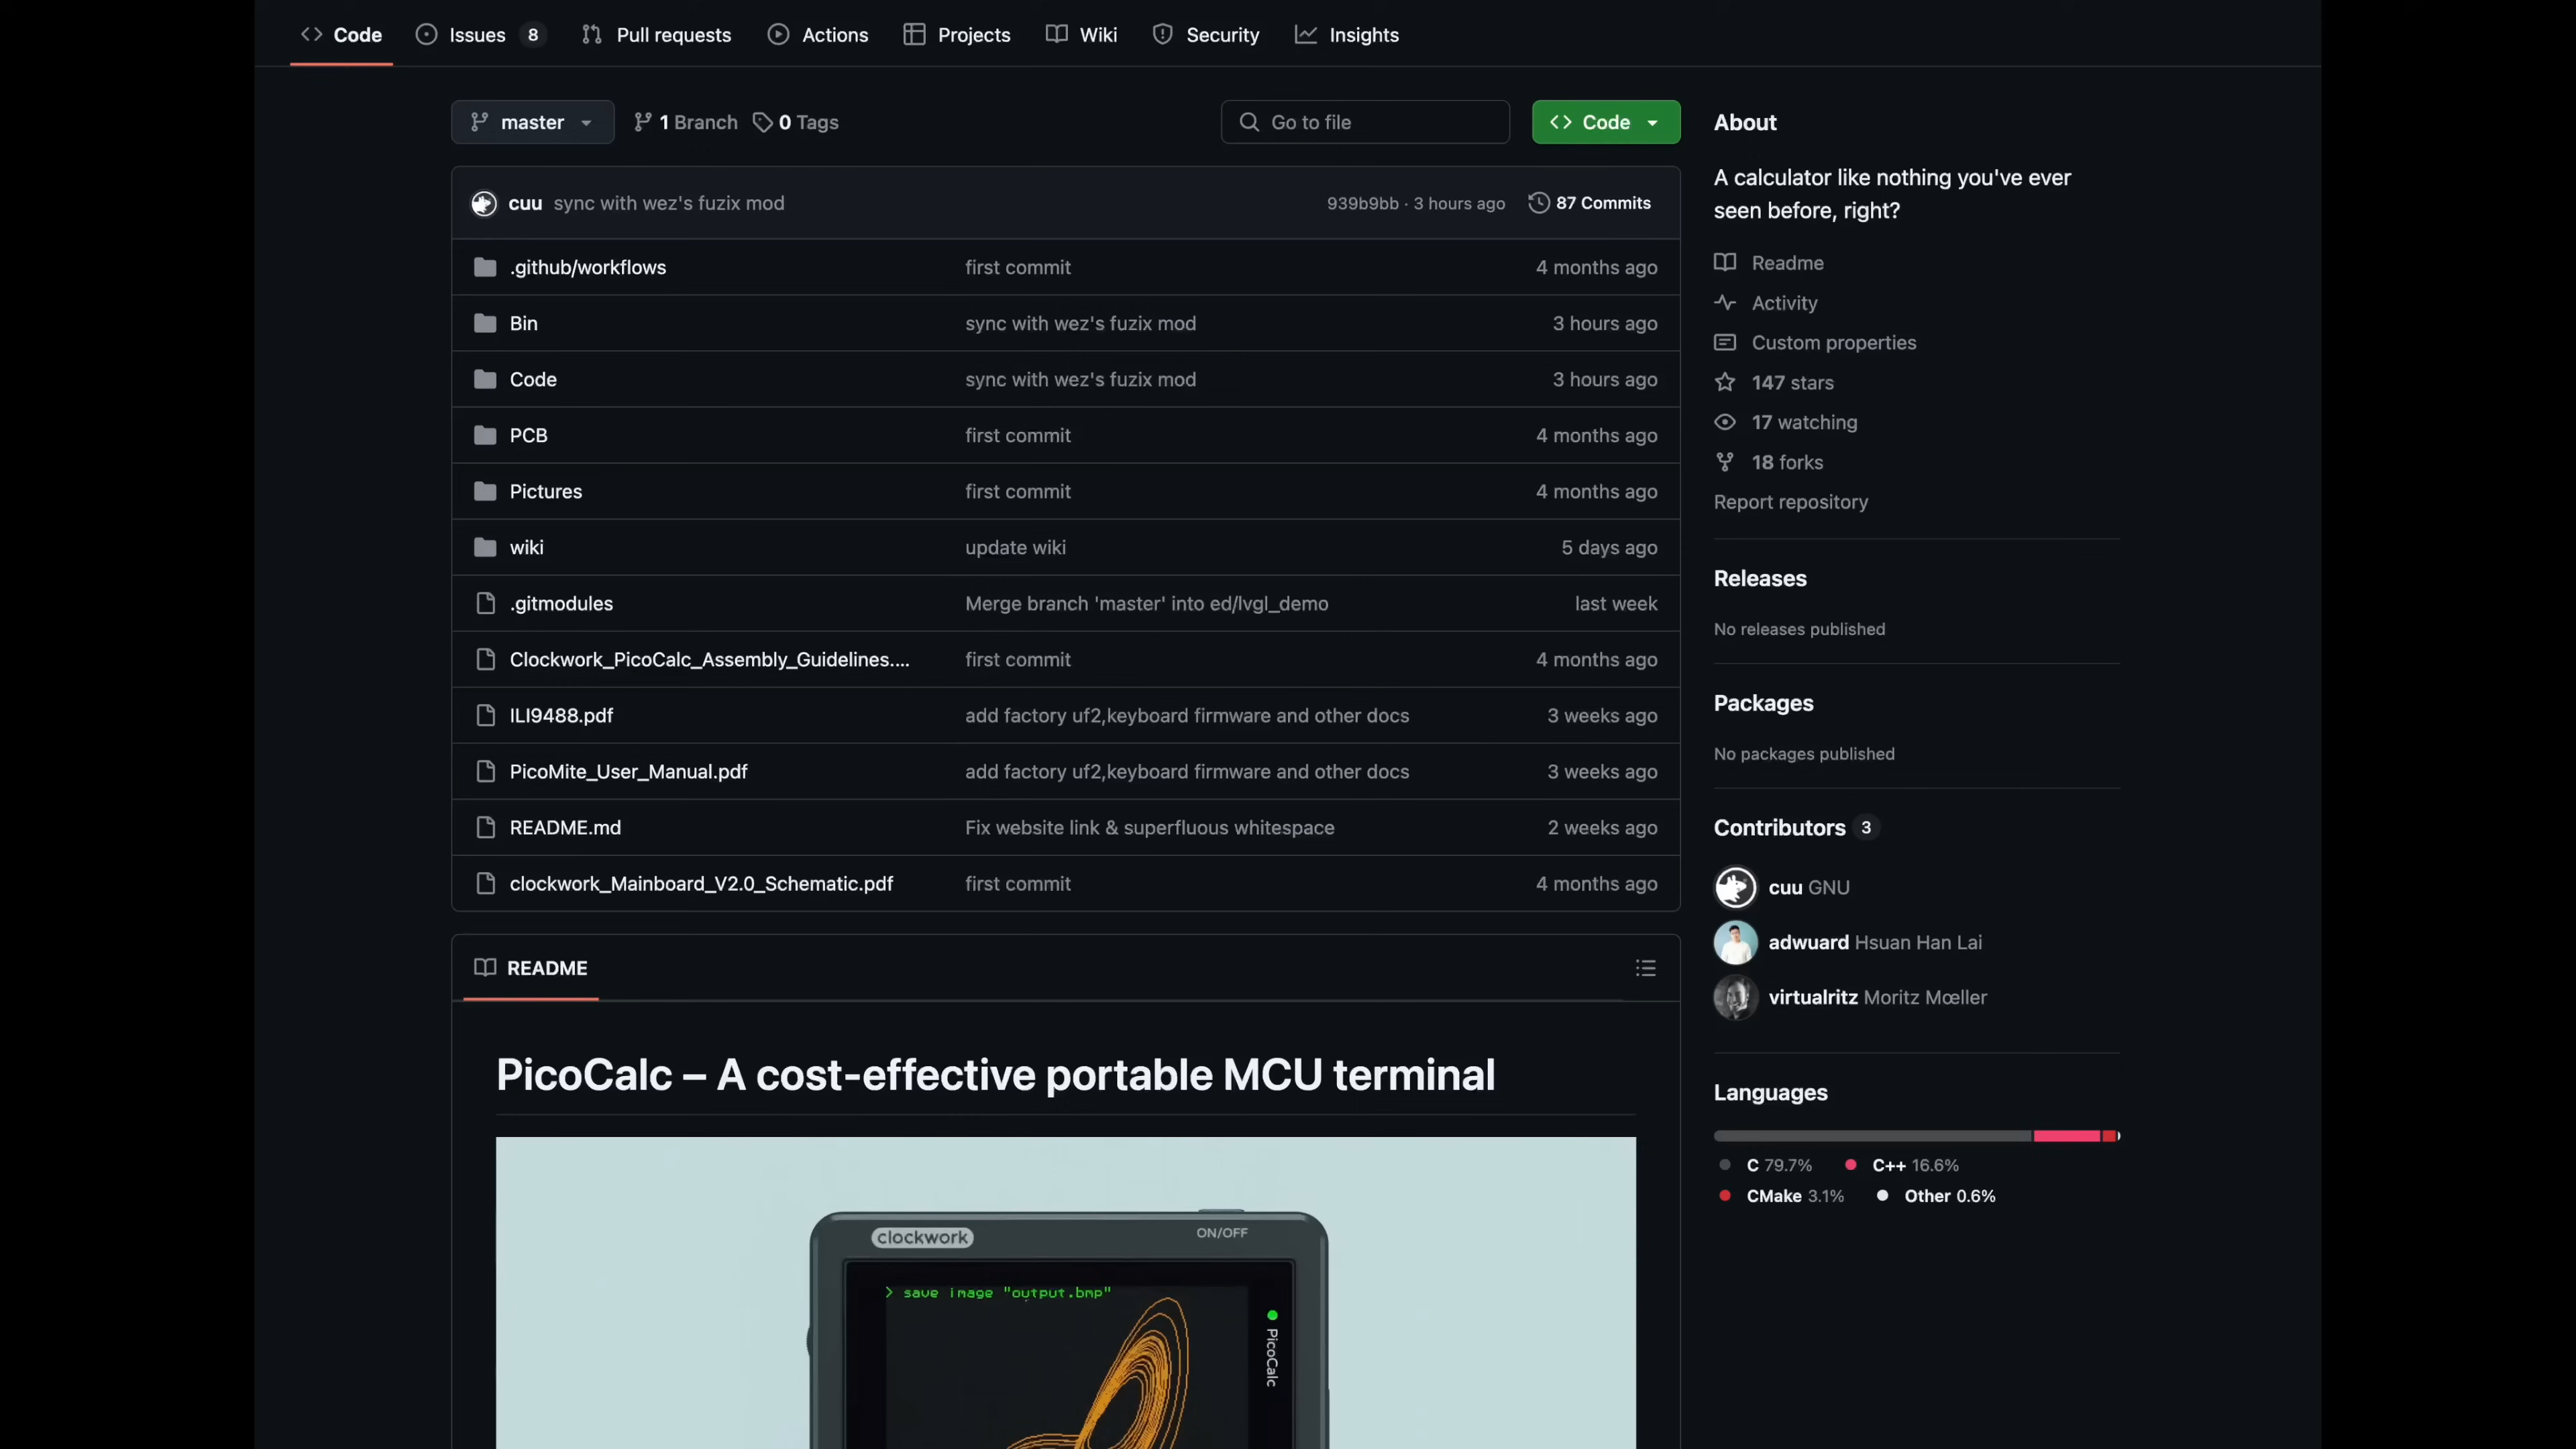 Code Issues 8 Pull requests Actions Projects Wiki Security Insights
master 1 Branch 0 Tags Go to file Code
cuu sync with wez's fuzix mod 939b9bb · 3 hours ago 87 Commits
.github/workflows first commit 4 months ago
Bin sync with wez's fuzix mod 3 hours ago
Code sync with wez's fuzix mod 3 hours ago
PCB first commit 4 months ago
Pictures first commit 4 months ago
wiki update wiki 5 days ago
.gitmodules Merge branch 'master' into ed/lvgl_demo last week
Clockwork_PicoCalc_Assembly_Guidelines.... first commit 4 months ago
ILI9488.pdf add factory uf2,keyboard firmware and other docs 3 weeks ago
PicoMite_User_Manual.pdf add factory uf2,keyboard firmware and other docs 3 weeks ago
README.md Fix website link & superfluous whitespace 2 weeks ago
clockwork_Mainboard_V2.0_Schematic.pdf first commit 4 months ago
README
PicoCalc – A cost-effective portable MCU terminal
clockwork ON/OFF
> save image "output.bmp"
PicoCalc
About
A calculator like nothing you've ever
seen before, right?
Readme
Activity
Custom properties
147 stars
17 watching
18 forks
Report repository
Releases
No releases published
Packages
No packages published
Contributors 3
cuu GNU
adwuard Hsuan Han Lai
virtualritz Moritz Mœller
Languages
C 79.7% C++ 16.6%
CMake 3.1% Other 0.6%